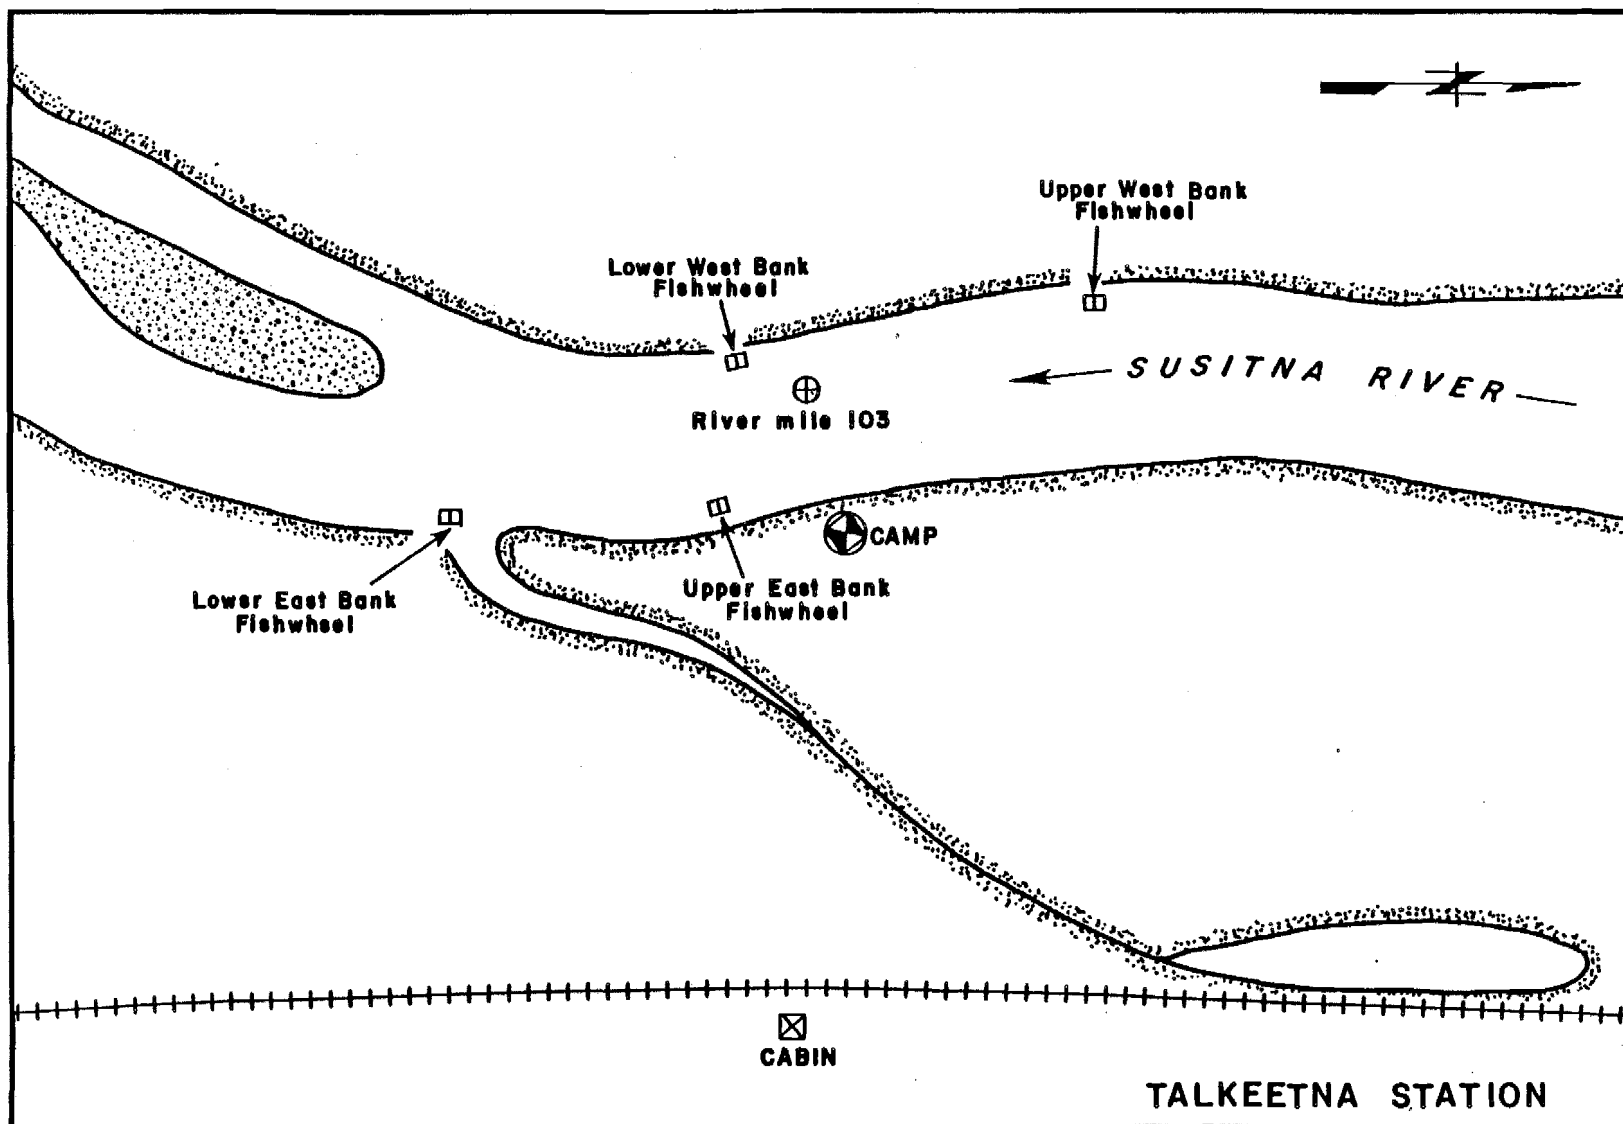 Upper West Bank
Fishwheel
Lower West Bank
Fishwheel
SUSITNA RIVER
River mile 103
CAMP
Lower East Bank
Fishwheel
Upper East Bank
Fishwheel
CABIN
TALKEETNA STATION